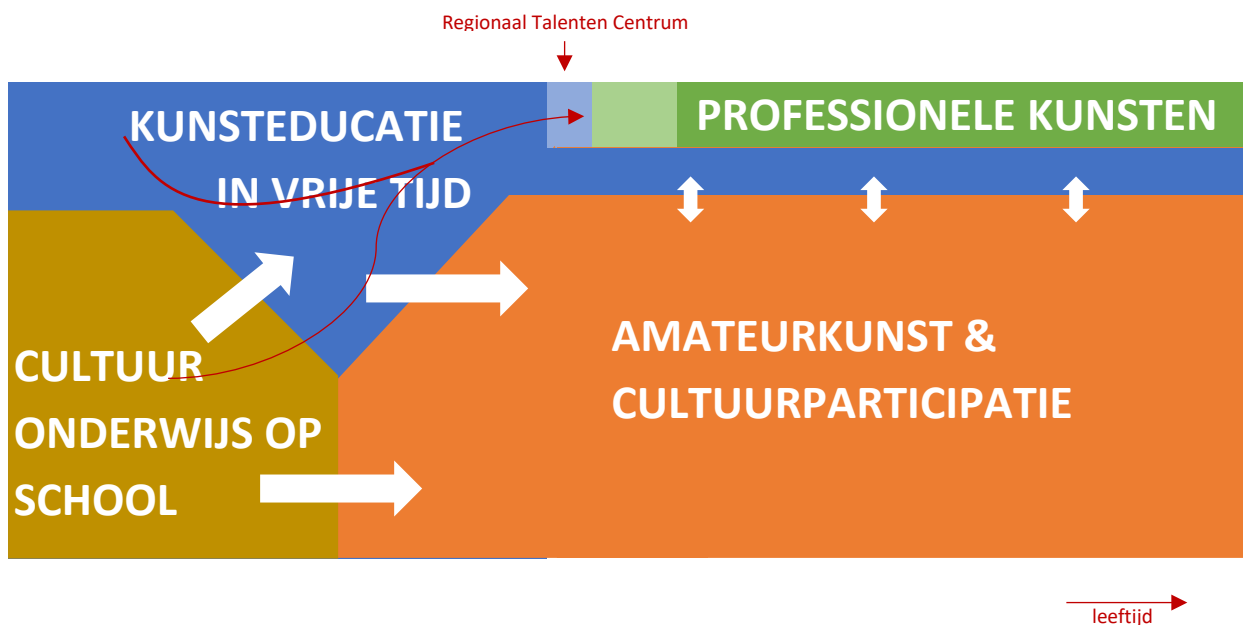 Regionaal Talenten Centrum
KUNSTEDUCATIE
IN VRIJE TIJD
PROFESSIONELE KUNSTEN
CULTUUR
ONDERWIJS OP
SCHOOL
AMATEURKUNST &
CULTUURPARTICIPATIE
leeftijd